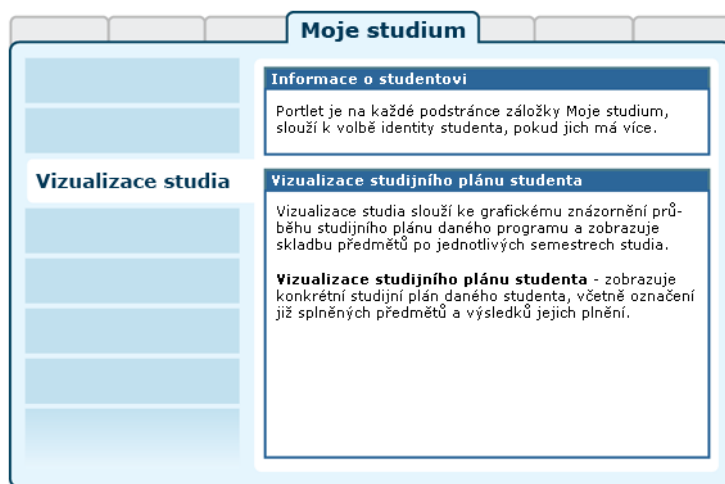 Moje studium
Informace o studentovi
Portlet je na každé podstránce záložky Moje studium,
slouží k volbě identity studenta, pokud jich má více.
Vizualizace studia
Vizualizace studijního plánu studenta
Vizualizace studia slouží ke grafickému znázornění prů-
běhu studijního plánu daného programu a zobrazuje
skladbu předmětů po jednotlivých semestrech studia.
Vizualizace studijního plánu studenta - zobrazuje
konkrétní studijní plán daného studenta, včetně označení
již splněných předmětů a výsledků jejich plnění.